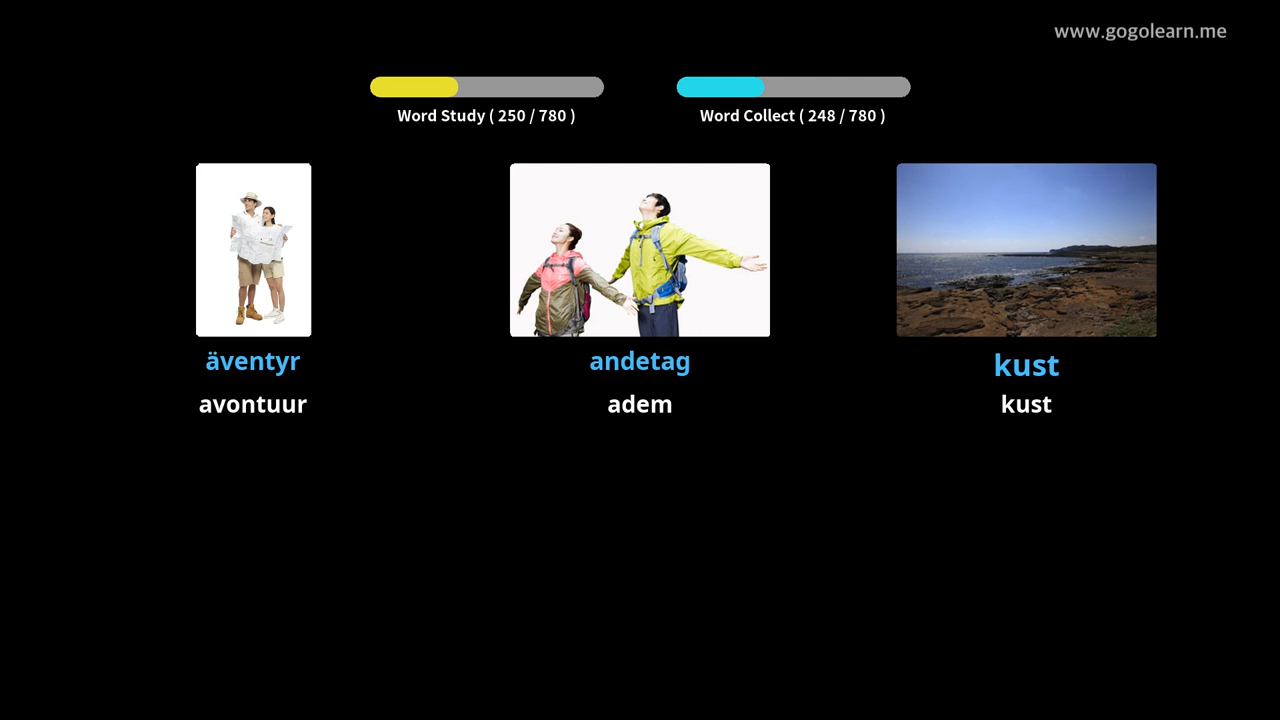 www.gogolearn.me
Word Study ( 250 / 780 )
Word Collect ( 248 / 780 )
äventyr
andetag
kust
avontuur
adem
kust